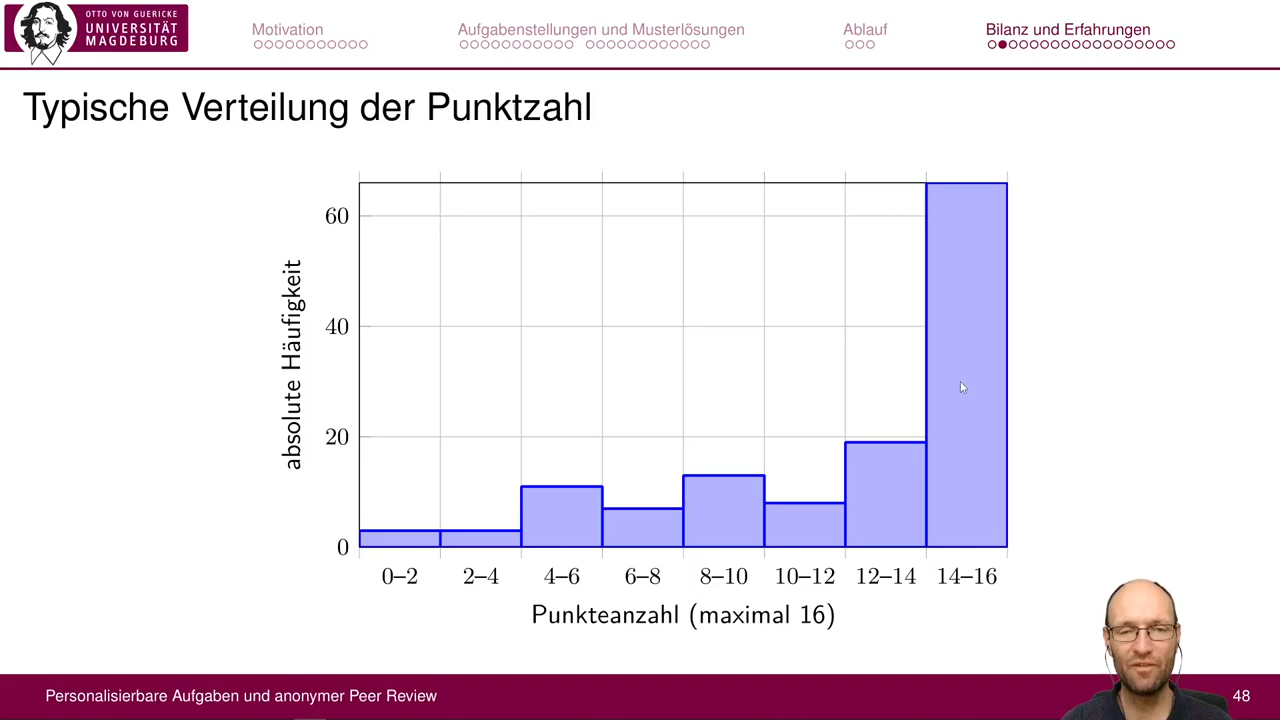 OTTO VON GUERICKE
UNIVERSITÄT
MAGDEBURG
Motivation
Aufgabenstellungen und Musterlösungen
Ablauf
Bilanz und Erfahrungen
Typische Verteilung der Punktzahl
absolute Häufigkeit
60
40
20
0
0–2 2–4 4–6 6–8 8–10 10–12 12–14 14–16
Punkteanzahl (maximal 16)
Personalisierbare Aufgaben und anonymer Peer Review
48